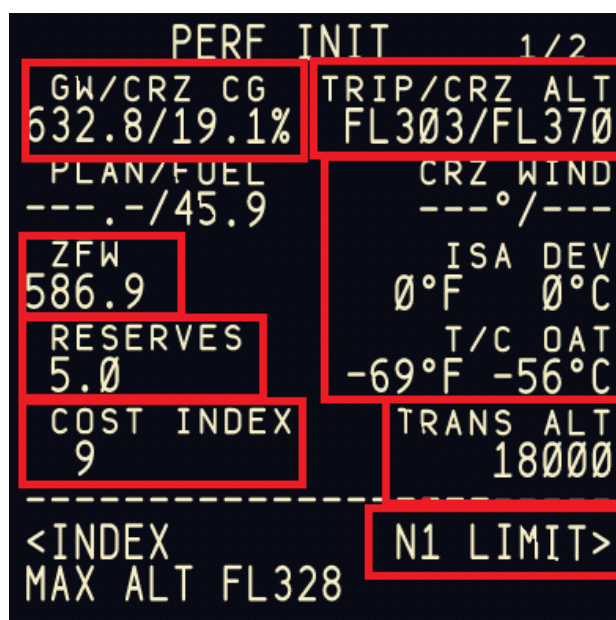 PERF INIT 1/2
GW/CRZ CG TRIP/CRZ ALT
632.8/19.1% FL303/FL370
PLAN/FUEL CRZ WIND
---.-/45.9 ---°/---
ZFW ISA DEV
586.9 0°F 0°C
RESERVES T/C OAT
5.0 -69°F -56°C
COST INDEX TRANS ALT
9 18000
------------------------
<INDEX N1 LIMIT>
MAX ALT FL328